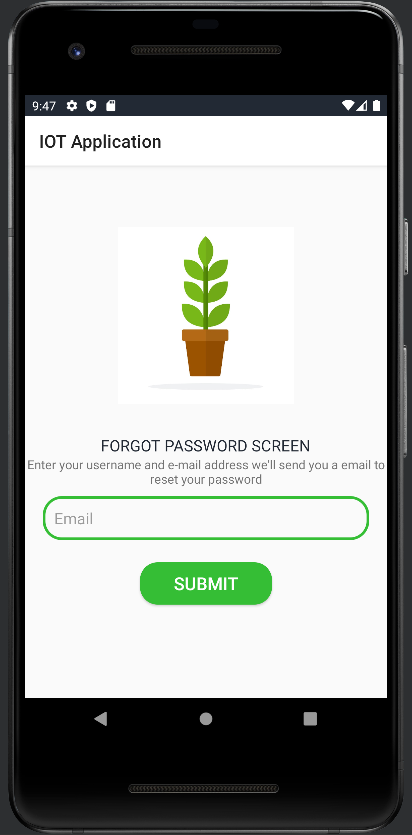 9:47
IOT Application
FORGOT PASSWORD SCREEN
Enter your username and e-mail address we'll send you a email to
reset your password
Email
SUBMIT